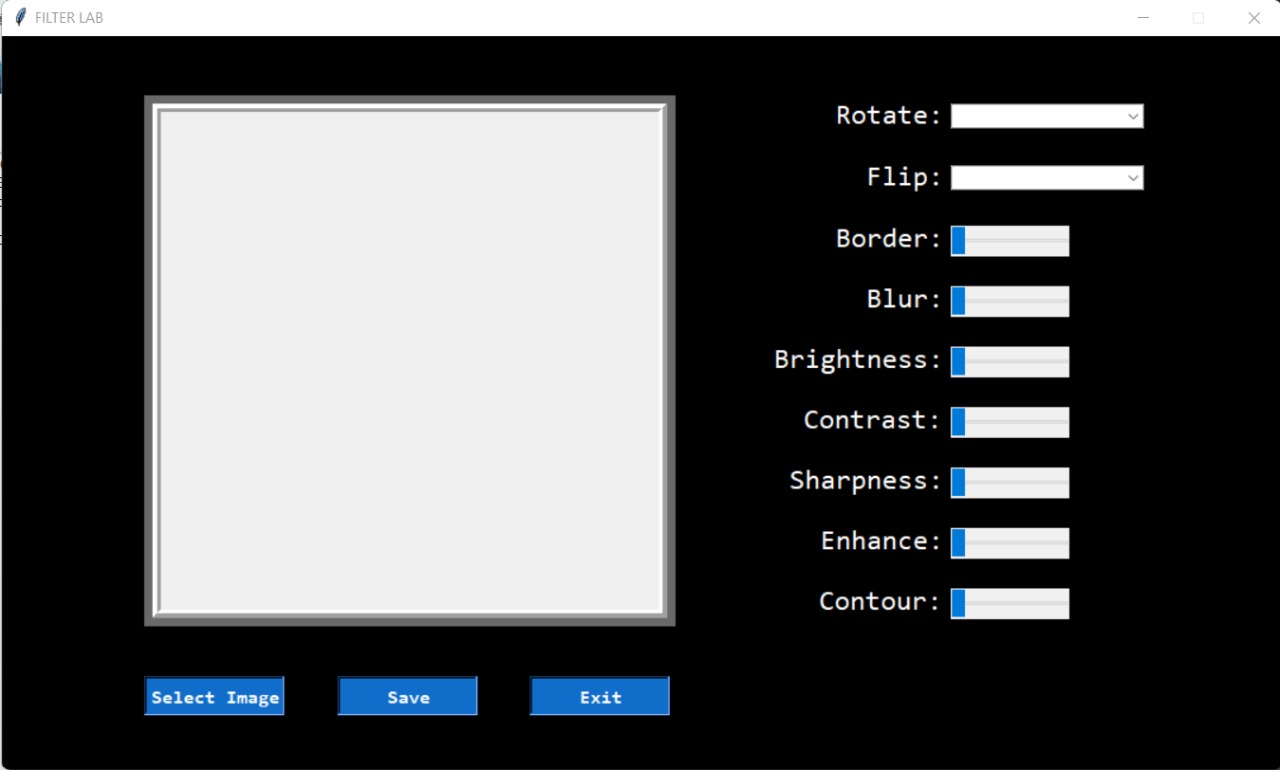 FILTER LAB
Rotate:
Flip:
Border:
Blur:
Brightness:
Contrast:
Sharpness:
Enhance:
Contour:
Select Image
Save
Exit